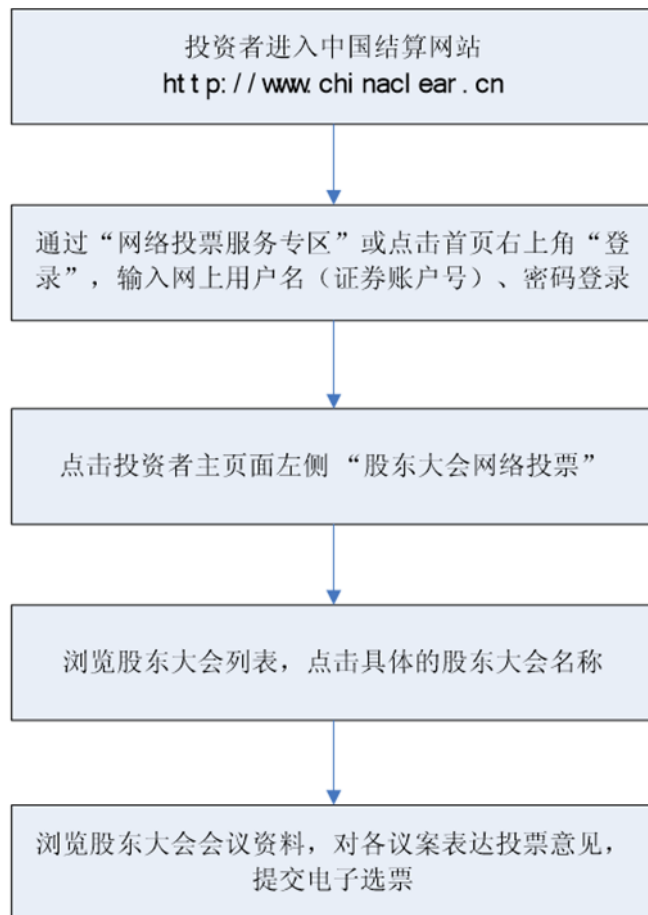 投资者进入中国结算网站
http://www.chinaclear.cn
通过“网络投票服务专区”或点击首页右上角“登
录”,输入网上用户名(证券账户号)、密码登录
点击投资者主页面左侧 “股东大会网络投票”
浏览股东大会列表,点击具体的股东大会名称
浏览股东大会会议资料,对各议案表达投票意见,
提交电子选票